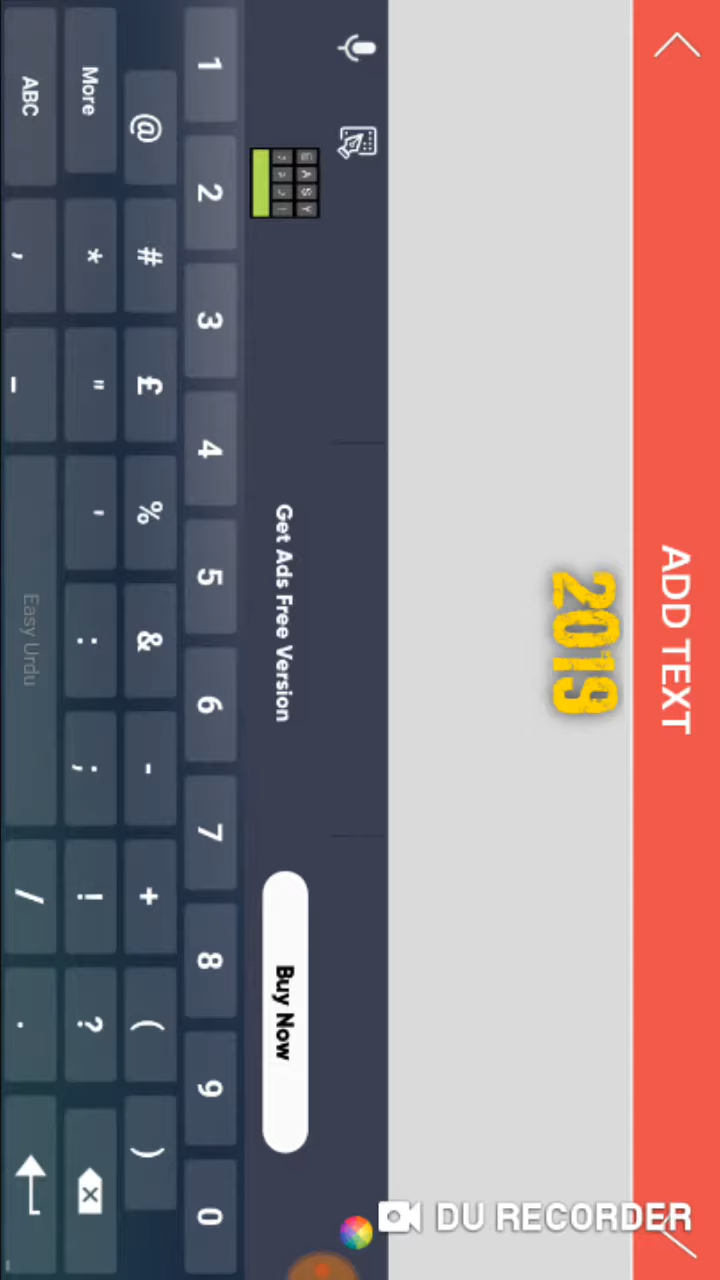 ADD TEXT
2019
DU RECORDER
Get Ads Free Version
Buy Now
1 2 3 4 5 6 7 8 9 0
@ # £ % & - + ( )
More * " ' : ; ! ?
ABC , _ Easy Urdu / .